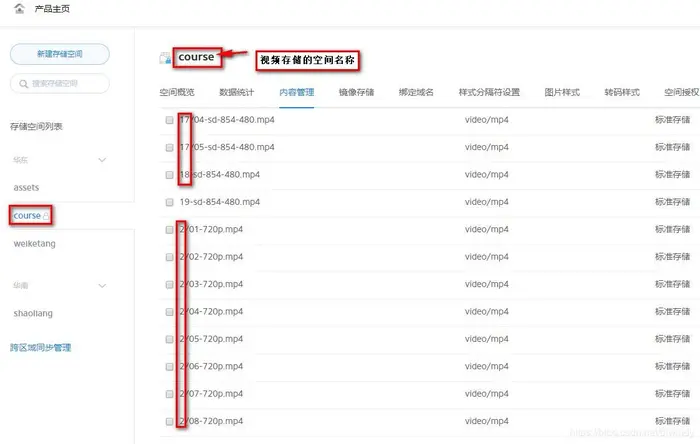 产品主页
新建存储空间
搜索存储空间
存储空间列表
华东
assets
course
weiketang
华南
shaoliang
跨区域同步管理
course
视频存储的空间名称
空间概览 数据统计 内容管理 镜像存储 绑定域名 样式分隔符设置 图片样式 转码样式 空间授权
17/04-sd-854-480.mp4 video/mp4 标准存储
17/05-sd-854-480.mp4 video/mp4 标准存储
18-sd-854-480.mp4 video/mp4 标准存储
19-sd-854-480.mp4 video/mp4 标准存储
2/01-720p.mp4 video/mp4 标准存储
2/02-720p.mp4 video/mp4 标准存储
2/03-720p.mp4 video/mp4 标准存储
2/04-720p.mp4 video/mp4 标准存储
2/05-720p.mp4 video/mp4 标准存储
2/06-720p.mp4 video/mp4 标准存储
2/07-720p.mp4 video/mp4 标准存储
2/08-720p.mp4 video/mp4 标准存储